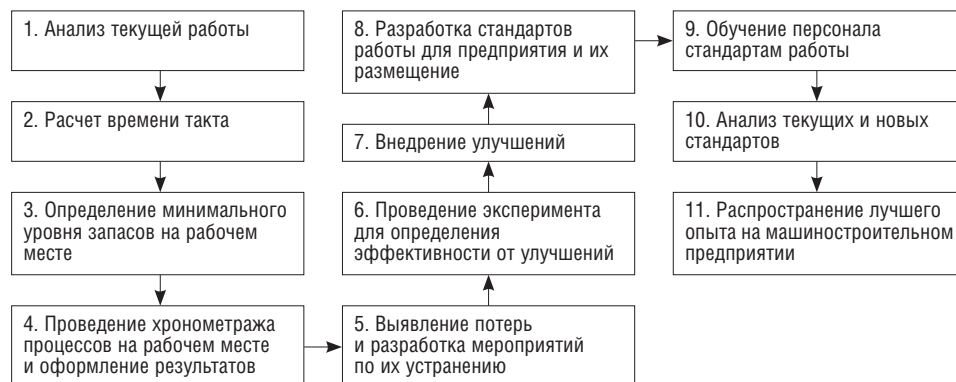 1. Анализ текущей работы
2. Расчет времени такта
3. Определение минимального
уровня запасов на рабочем
месте
4. Проведение хронометража
процессов на рабочем месте
и оформление результатов
5. Выявление потерь
и разработка мероприятий
по их устранению
6. Проведение эксперимента
для определения
эффективности от улучшений
7. Внедрение улучшений
8. Разработка стандартов
работы для предприятия и их
размещение
9. Обучение персонала
стандартам работы
10. Анализ текущих и новых
стандартов
11. Распространение лучшего
опыта на машиностроительном
предприятии